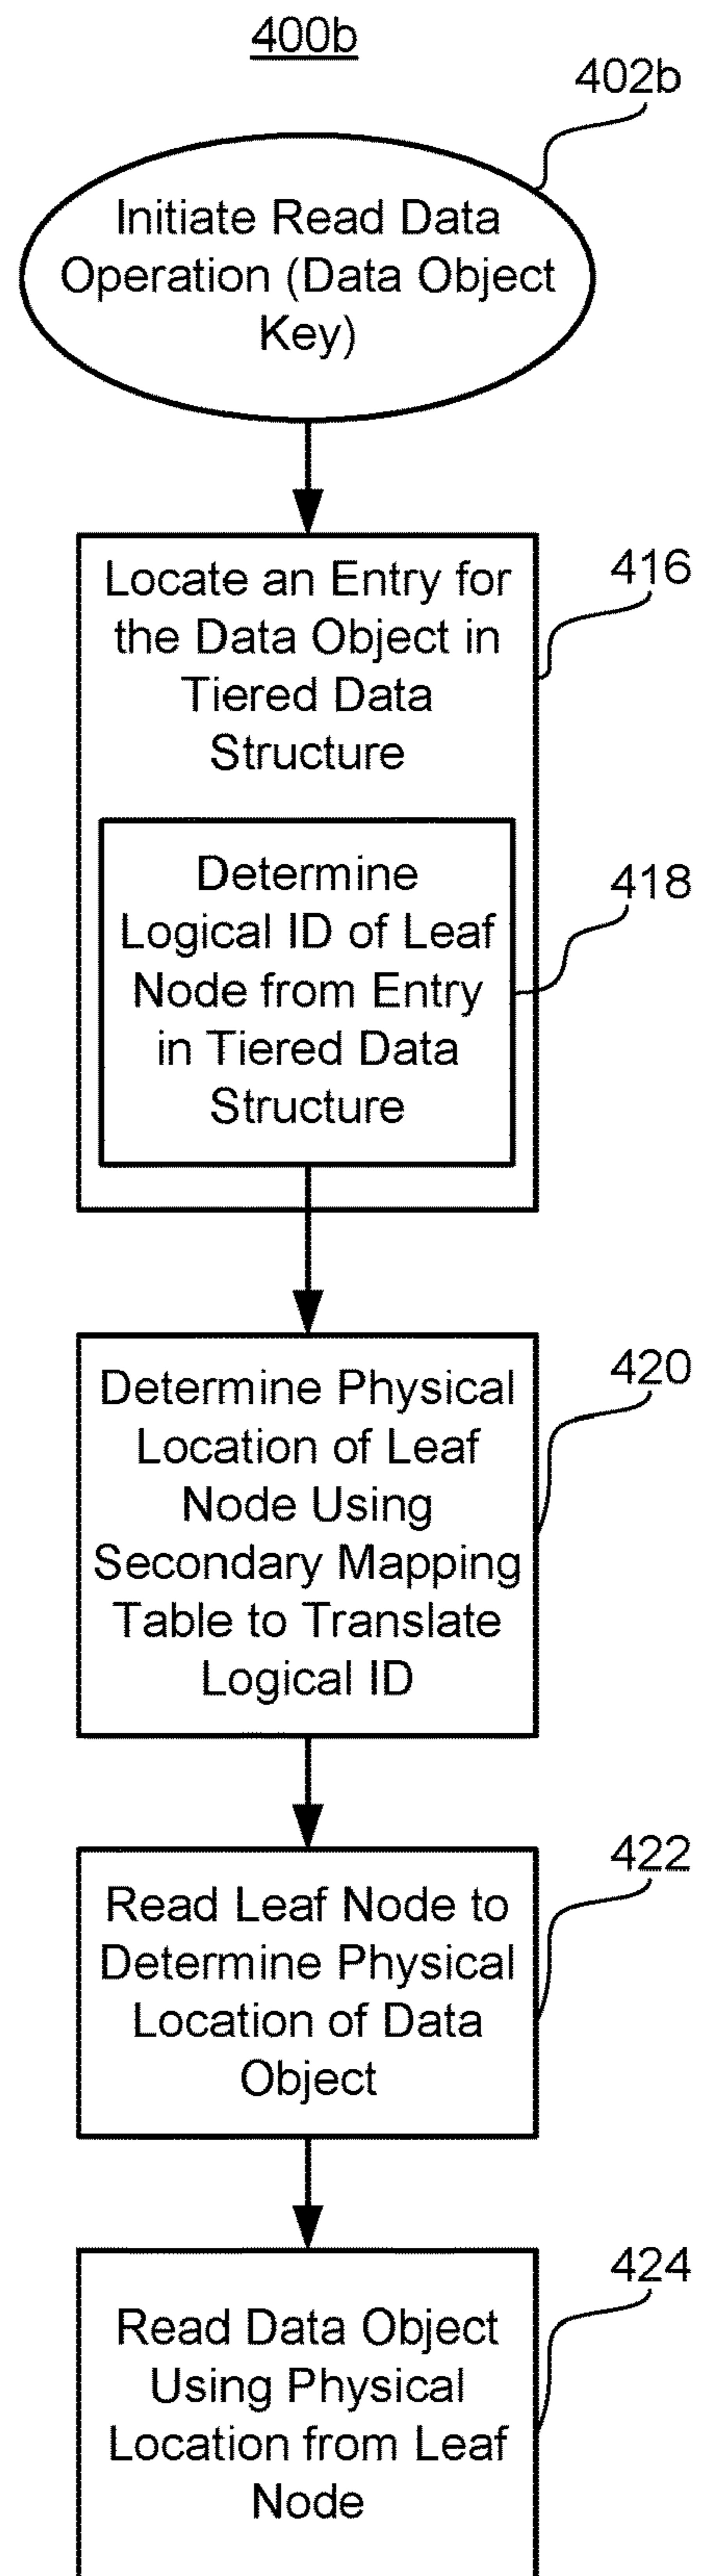 400b
402b
Initiate Read Data
Operation (Data Object
Key)
416
Locate an Entry for
the Data Object in
Tiered Data
Structure
418
Determine
Logical ID of Leaf
Node from Entry
in Tiered Data
Structure
420
Determine Physical
Location of Leaf
Node Using
Secondary Mapping
Table to Translate
Logical ID
422
Read Leaf Node to
Determine Physical
Location of Data
Object
424
Read Data Object
Using Physical
Location from Leaf
Node